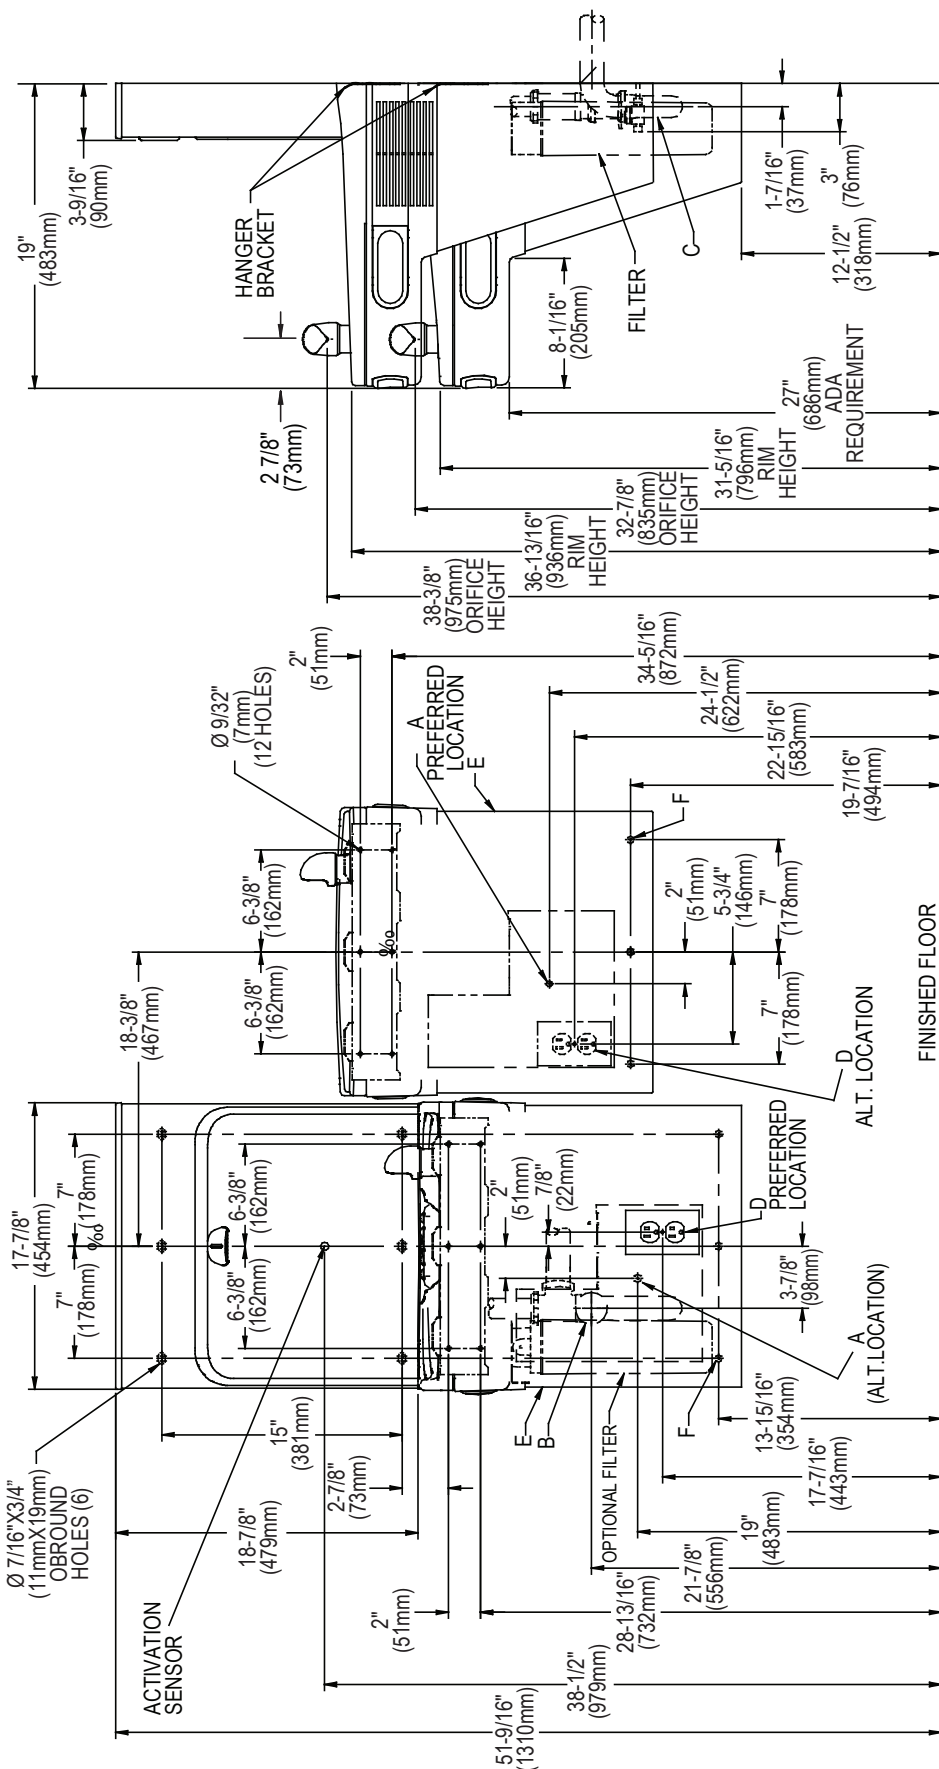 19"
(483mm)
3-9/16"
(90mm)
HANGER
BRACKET
2 7/8"
(73mm)
8-1/16"
(205mm)
FILTER
C
1-7/16"
(37mm)
3"
(76mm)
12-1/2"
(318mm)
27"
(686mm)
ADA
REQUIREMENT
31-5/16"
(796mm)
RIM
HEIGHT
32-7/8"
(835mm)
ORIFICE
HEIGHT
36-13/16"
(936mm)
RIM
HEIGHT
38-3/8"
(975mm)
ORIFICE
HEIGHT
2"
(51mm)
Ø 9/32"
(7mm)
(12 HOLES)
A
PREFERRED
LOCATION
E
34-5/16"
(872mm)
24-1/2"
(622mm)
22-15/16"
(583mm)
19-7/16"
(494mm)
F
6-3/8"
(162mm)
6-3/8"
(162mm)
‰
18-3/8"
(467mm)
2"
(51mm)
5-3/4"
(146mm)
7"
(178mm)
7"
(178mm)
D
ALT. LOCATION
FINISHED FLOOR
17-7/8"
(454mm)
7"
(178mm)
7"
(178mm)
‰
6-3/8"
(162mm)
6-3/8"
(162mm)
2"
(51mm)
7/8"
(22mm)
D
PREFERRED
LOCATION
3-7/8"
(98mm)
A
(ALT.LOCATION)
Ø 7/16"X3/4"
(11mmX19mm)
OBROUND
HOLES (6)
15"
(381mm)
2-7/8"
(73mm)
18-7/8"
(479mm)
ACTIVATION
SENSOR
2"
(51mm)
E
B
OPTIONAL FILTER
F
13-15/16"
(354mm)
17-7/16"
(443mm)
19"
(483mm)
21-7/8"
(556mm)
28-13/16"
(732mm)
38-1/2"
(979mm)
51-9/16"
(1310mm)